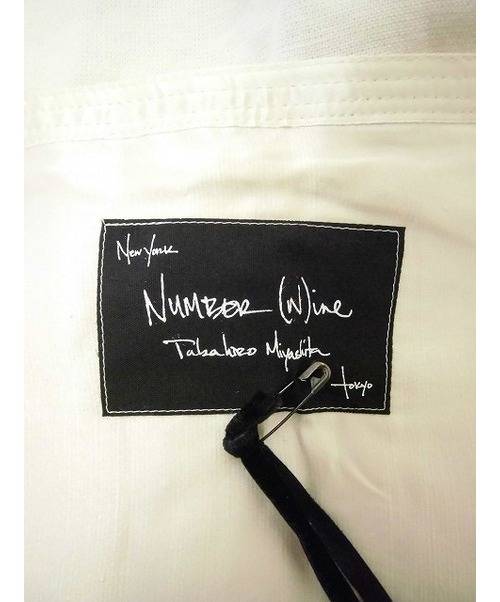 New York
NUMBER (N)ine
Takahiro Miyashita
tokyo